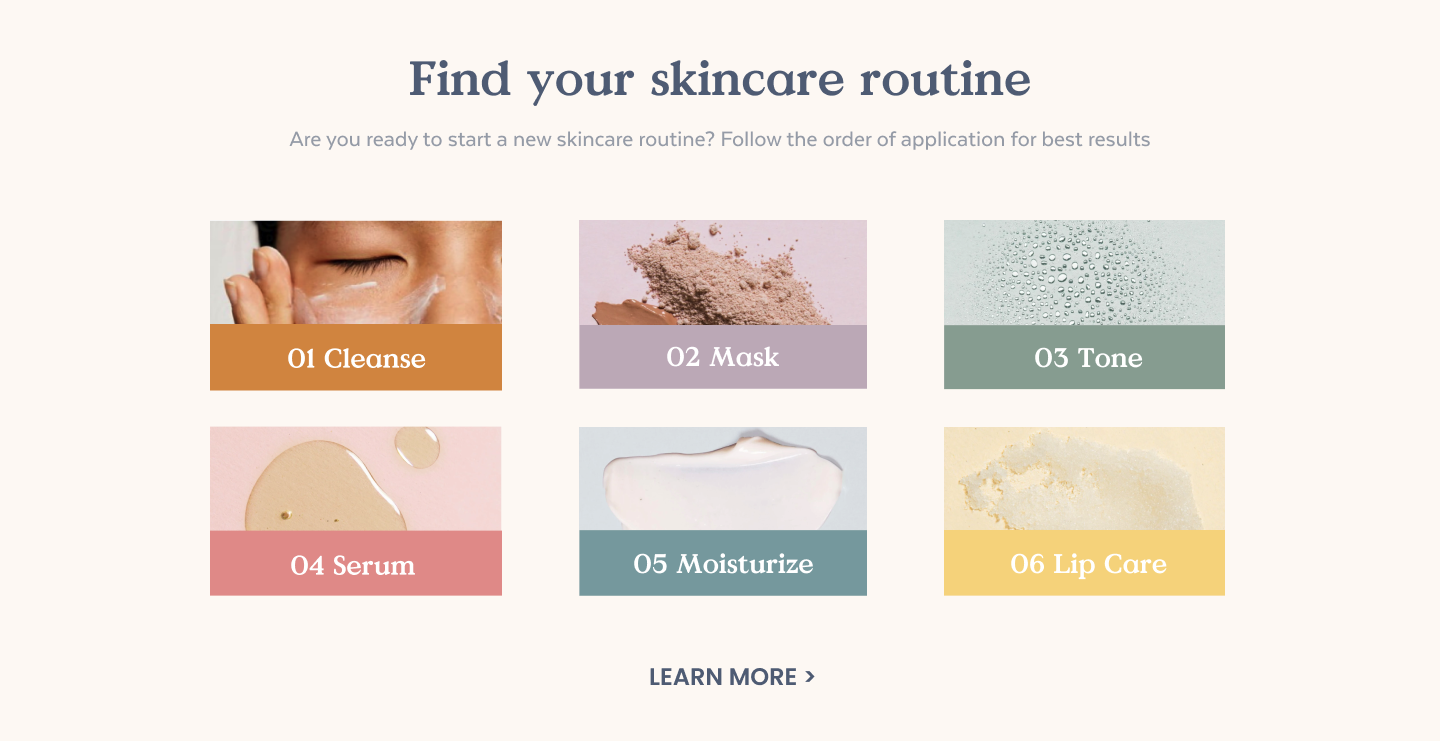 Find your skincare routine
Are you ready to start a new skincare routine? Follow the order of application for best results
01 Cleanse
02 Mask
03 Tone
04 Serum
05 Moisturize
06 Lip Care
LEARN MORE >